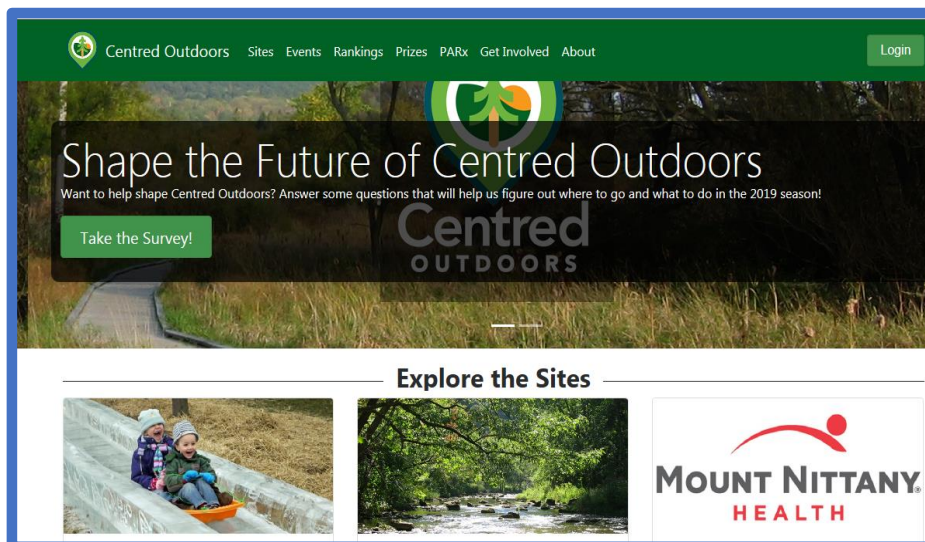 Centred Outdoors Sites Events Rankings Prizes PARx Get Involved About Login
Shape the Future of Centred Outdoors
Want to help shape Centred Outdoors? Answer some questions that will help us figure out where to go and what to do in the 2019 season!
Take the Survey!
Centred
OUTDOORS
Explore the Sites
MOUNT NITTANY
HEALTH